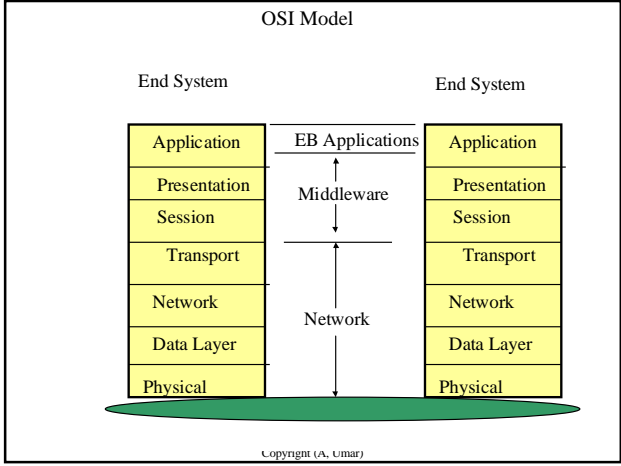 OSI Model
End System
End System
Application
EB Applications
Application
Presentation
Middleware
Presentation
Session
Session
Transport
Transport
Network
Network
Network
Data Layer
Data Layer
Physical
Physical
Copyright (A, Umar)